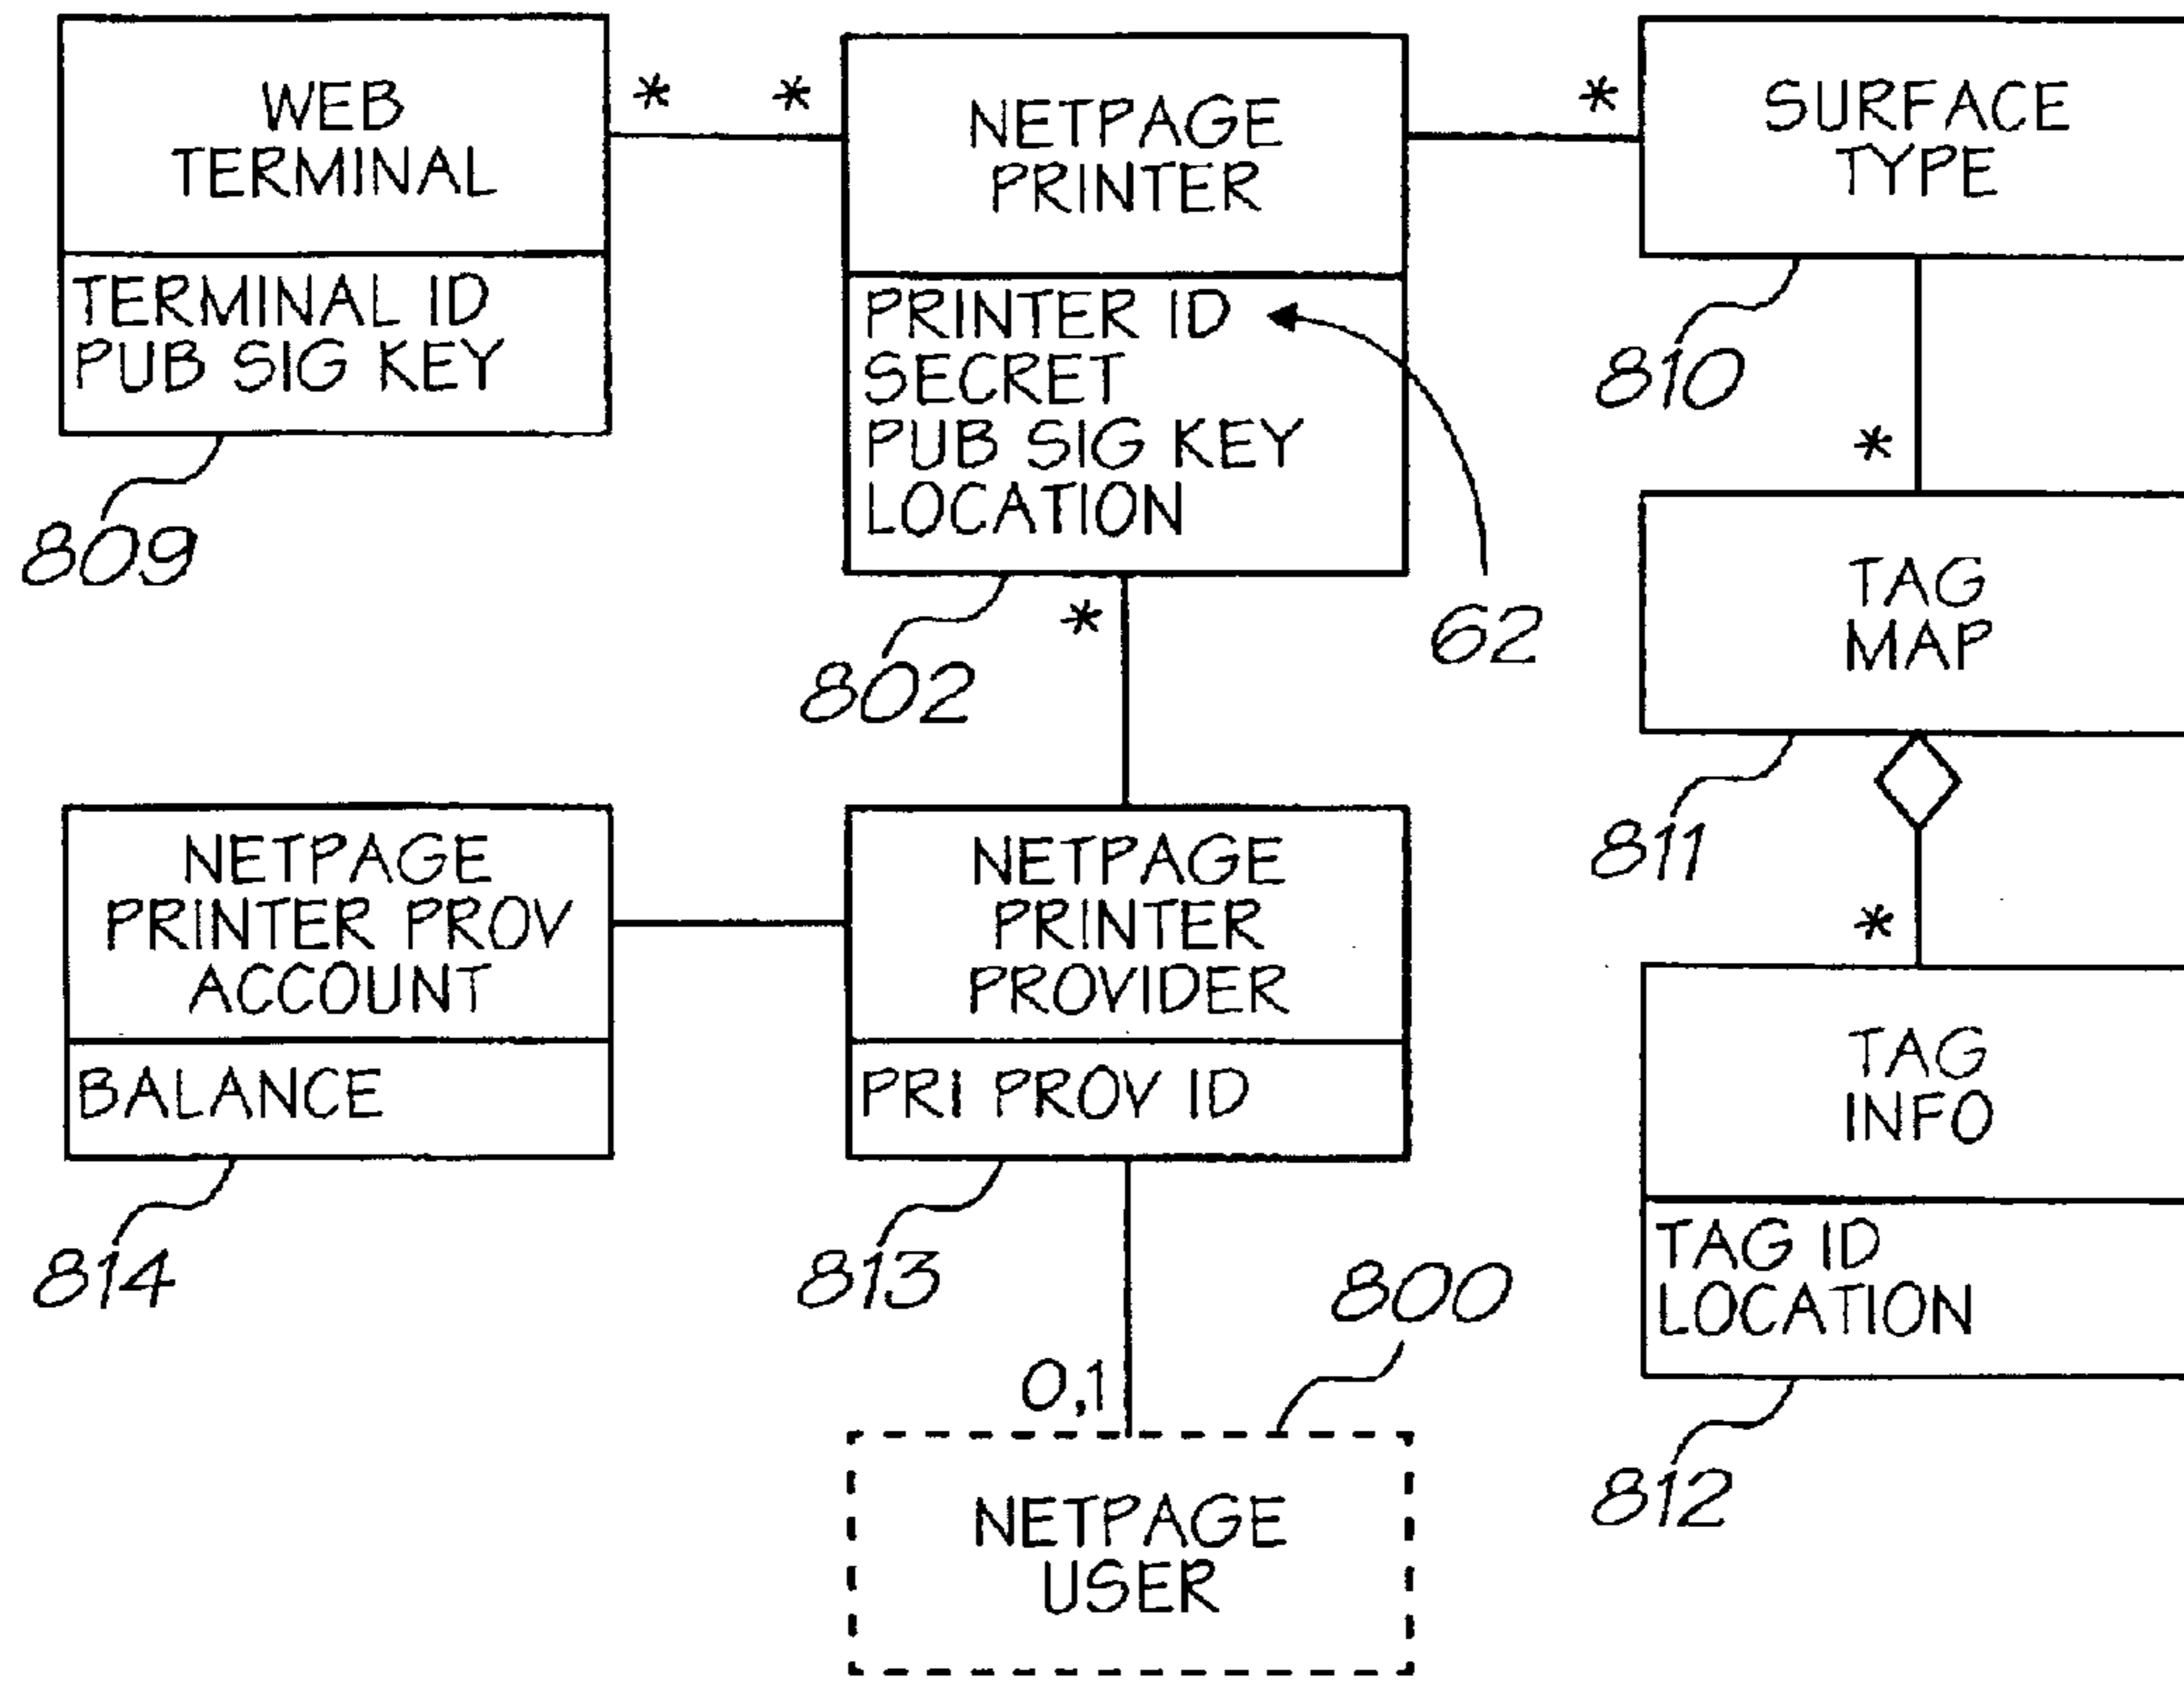 WEB
TERMINAL
TERMINAL ID
PUB SIG KEY
809
*
*
NETPAGE
PRINTER
PRINTER ID
SECRET
PUB SIG KEY
LOCATION
62
802
*
*
SURFACE
TYPE
810
*
TAG
MAP
811
*
TAG
INFO
TAG ID
LOCATION
812
NETPAGE
PRINTER PROV
ACCOUNT
BALANCE
814
NETPAGE
PRINTER
PROVIDER
PRI PROV ID
813
800
0,1
NETPAGE
USER